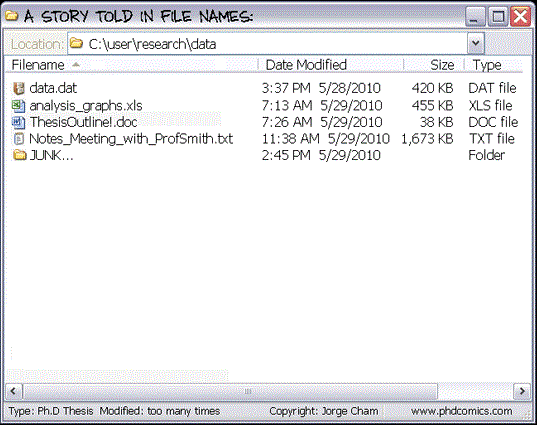 A STORY TOLD IN FILE NAMES:
Location: C:\user\research\data
Filename Date Modified Size Type
data.dat 3:37 PM 5/28/2010 420 KB DAT file
analysis_graphs.xls 7:13 AM 5/29/2010 455 KB XLS file
ThesisOutline!.doc 7:26 AM 5/29/2010 38 KB DOC file
Notes_Meeting_with_ProfSmith.txt 11:38 AM 5/29/2010 1,673 KB TXT file
JUNK... 2:45 PM 5/29/2010 Folder
Type: Ph.D Thesis Modified: too many times Copyright: Jorge Cham www.phdcomics.com